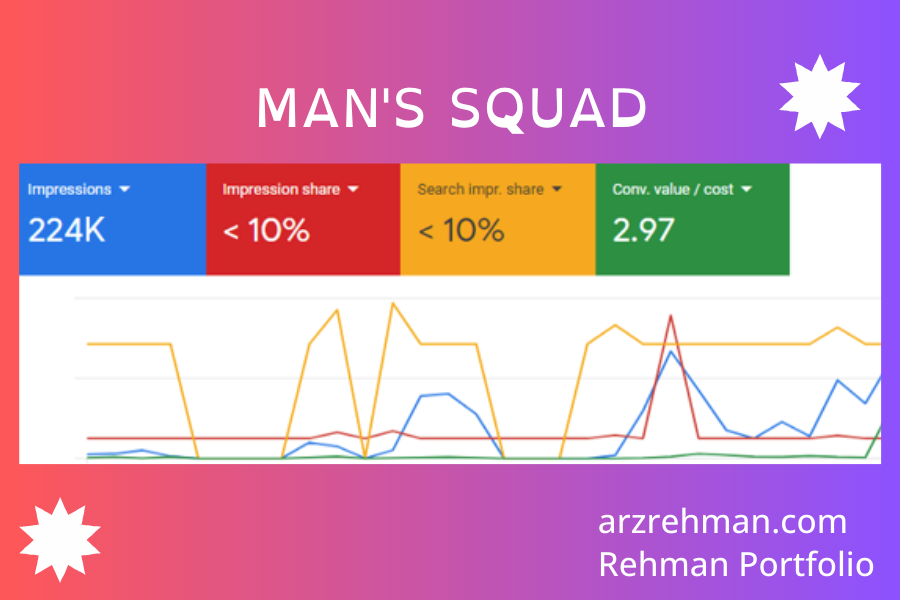 MAN'S SQUAD
Impressions
224K
Impression share
< 10%
Search impr. share
< 10%
Conv. value / cost
2.97
arzrehman.com
Rehman Portfolio